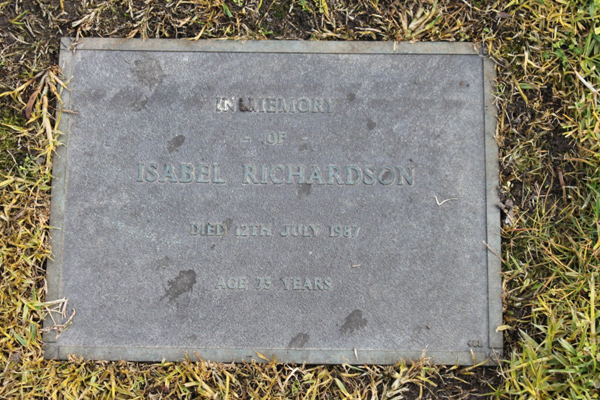 IN MEMORY
- OF -
ISABEL RICHARDSON
DIED 12TH JULY 1987
AGE 73 YEARS